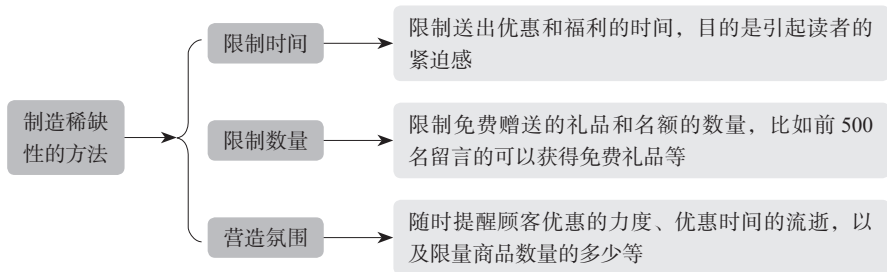 制造稀缺
性的方法
限制时间
限制送出优惠和福利的时间，目的是引起读者的
紧迫感
限制数量
限制免费赠送的礼品和名额的数量，比如前 500
名留言的可以获得免费礼品等
营造氛围
随时提醒顾客优惠的力度、优惠时间的流逝，以
及限量商品数量的多少等